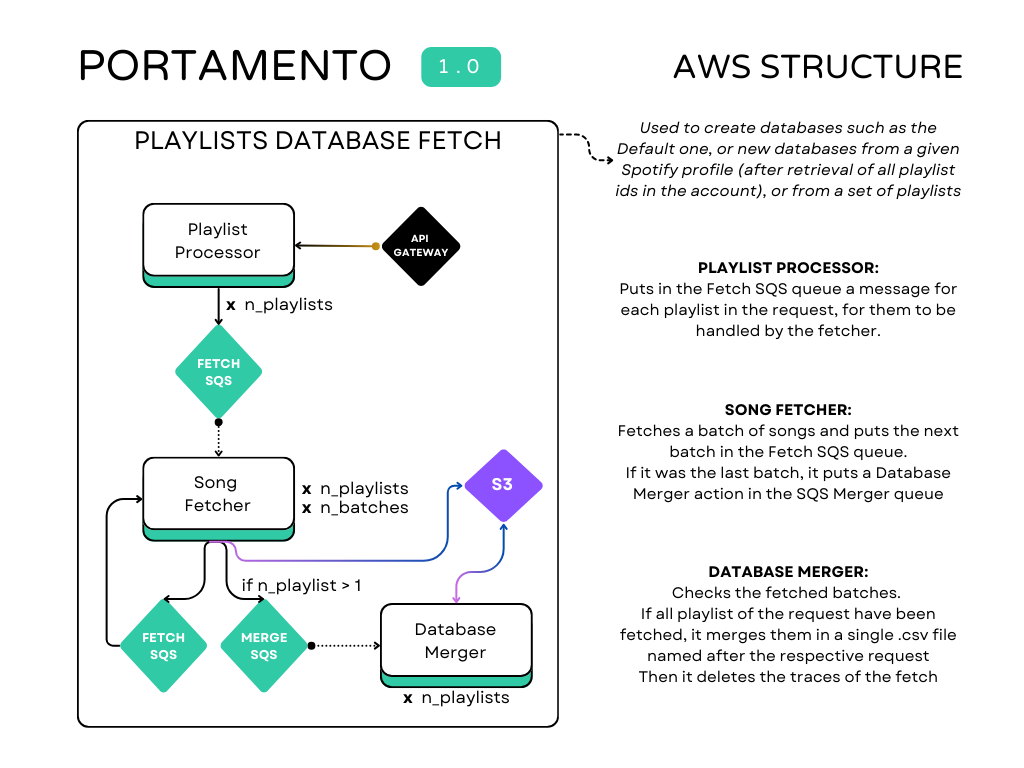 PORTAMENTO
1.0
AWS STRUCTURE
PLAYLISTS DATABASE FETCH
Used to create databases such as the
Default one, or new databases from a given
Spotify profile (after retrieval of all playlist
ids in the account), or from a set of playlists
Playlist
Processor
API
GATEWAY
x n_playlists
FETCH
SQS
Song
Fetcher
x n_playlists
x n_batches
S3
if n_playlist > 1
FETCH
SQS
MERGE
SQS
Database
Merger
x n_playlists
PLAYLIST PROCESSOR:
Puts in the Fetch SQS queue a message for
each playlist in the request, for them to be
handled by the fetcher.
SONG FETCHER:
Fetches a batch of songs and puts the next
batch in the Fetch SQS queue.
If it was the last batch, it puts a Database
Merger action in the SQS Merger queue
DATABASE MERGER:
Checks the fetched batches.
If all playlist of the request have been
fetched, it merges them in a single .csv file
named after the respective request
Then it deletes the traces of the fetch